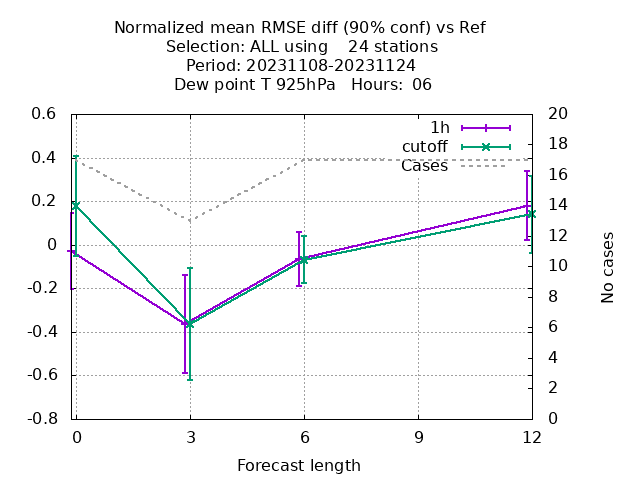 Normalized mean RMSE diff (90% conf) vs Ref
Selection: ALL using    24 stations
Period: 20231108-20231124
Dew point T 925hPa   Hours:  06
1h
cutoff
Cases
0.6
0.4
0.2
0
-0.2
-0.4
-0.6
-0.8
20
18
16
14
12
10
8
6
4
2
0
No cases
0 3 6 9 12
Forecast length